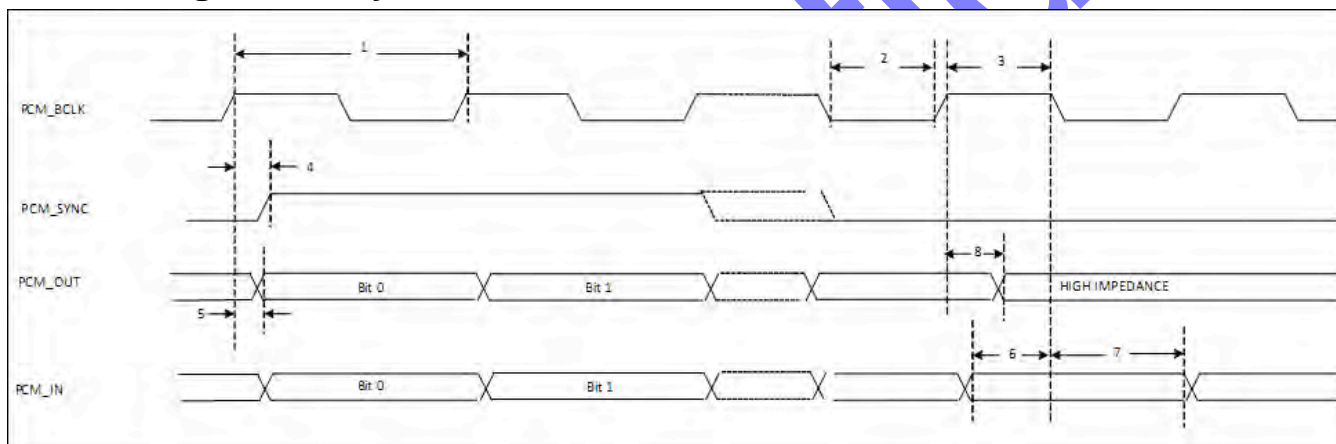 1
2
3
PCM_BCLK
4
PCM_SYNC
8
PCM_OUT
Bit 0
Bit 1
HIGH IMPEDANCE
5
6
7
PCM_IN
Bit 0
Bit 1